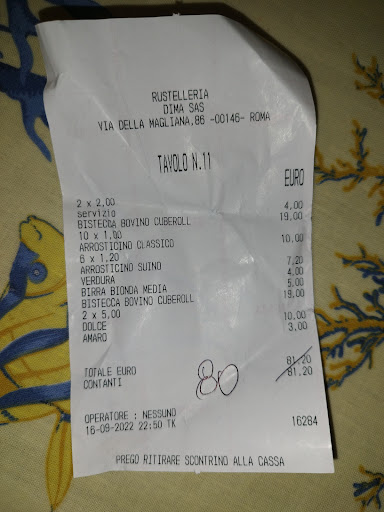 RUSTELLERIA
DIMA SAS
VIA DELLA MAGLIANA,86 -00146- ROMA
TAVOLO N.11
EURO
2 x 2,00
servizio 4,00
BISTECCA BOVINO CUBEROLL 19,00
10 x 1,00
ARROSTICINO CLASSICO 10,00
6 x 1,20
ARROSTICINO SUINO 7,20
VERDURA 4,00
BIRRA BIONDA MEDIA 5,00
BISTECCA BOVINO CUBEROLL 19,00
2 x 5,00
DOLCE 10,00
AMARO 3,00
TOTALE EURO 81,20
CONTANTI 81,20
80
OPERATORE : NESSUNO
16-09-2022 22:50 TK 16284
PREGO RITIRARE SCONTRINO ALLA CASSA